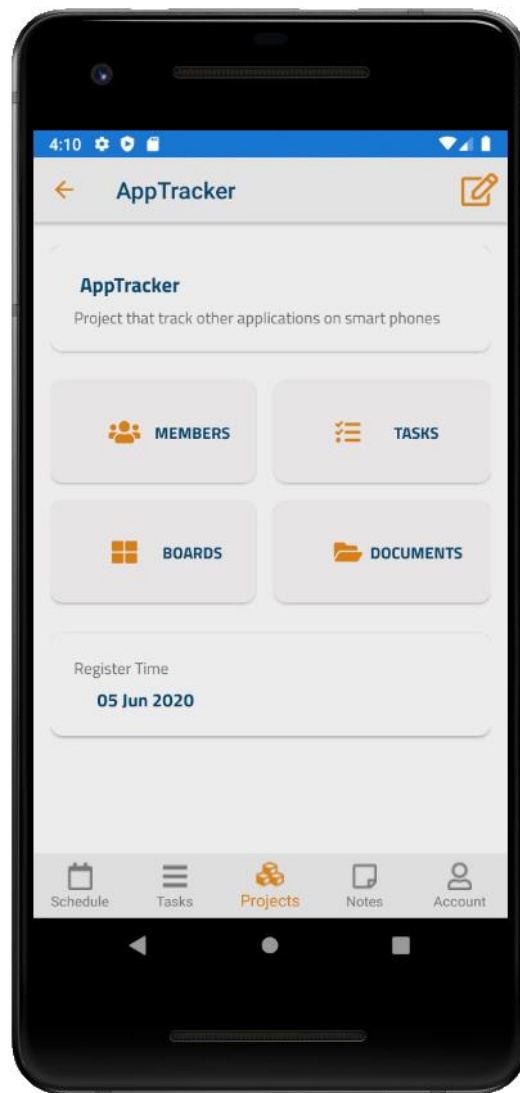 4:10
AppTracker
AppTracker
Project that track other applications on smart phones
MEMBERS
TASKS
BOARDS
DOCUMENTS
Register Time
05 Jun 2020
Schedule
Tasks
Projects
Notes
Account